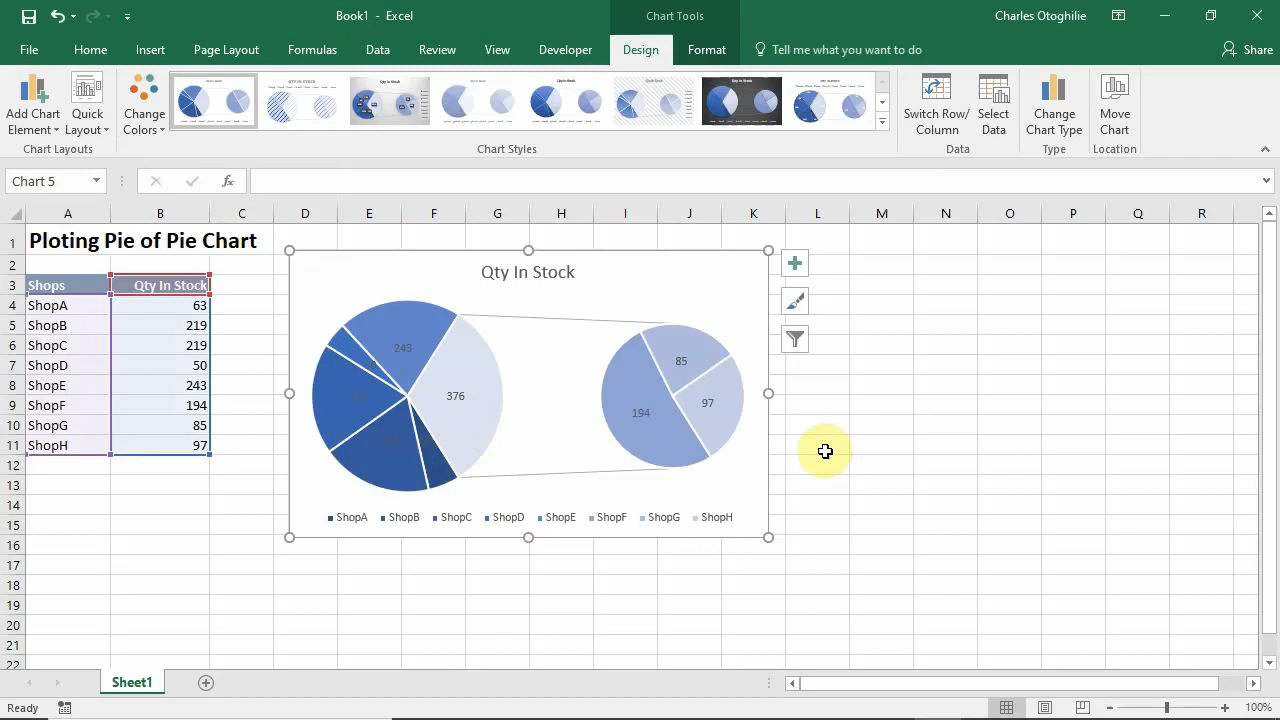 Book1 - Excel
Chart Tools
Charles Otoghilie
File Home Insert Page Layout Formulas Data Review View Developer Design Format Tell me what you want to do Share
Add Chart Element
Quick Layout
Change Colors
Switch Row/ Column
Select Data
Change Chart Type
Move Chart
Chart Layouts Chart Styles Data Type Location
Chart 5 fx
A B C D E F G H I J K L M N O P Q R
1 Ploting Pie of Pie Chart
2
3 Shops Qty In Stock
4 ShopA 63
5 ShopB 219
6 ShopC 219
7 ShopD 50
8 ShopE 243
9 ShopF 194
10 ShopG 85
11 ShopH 97
12
13
14
15
16
17
18
19
20
21
22
Qty In Stock
243
376
85
194
97
ShopA ShopB ShopC ShopD ShopE ShopF ShopG ShopH
Sheet1
Ready
100%